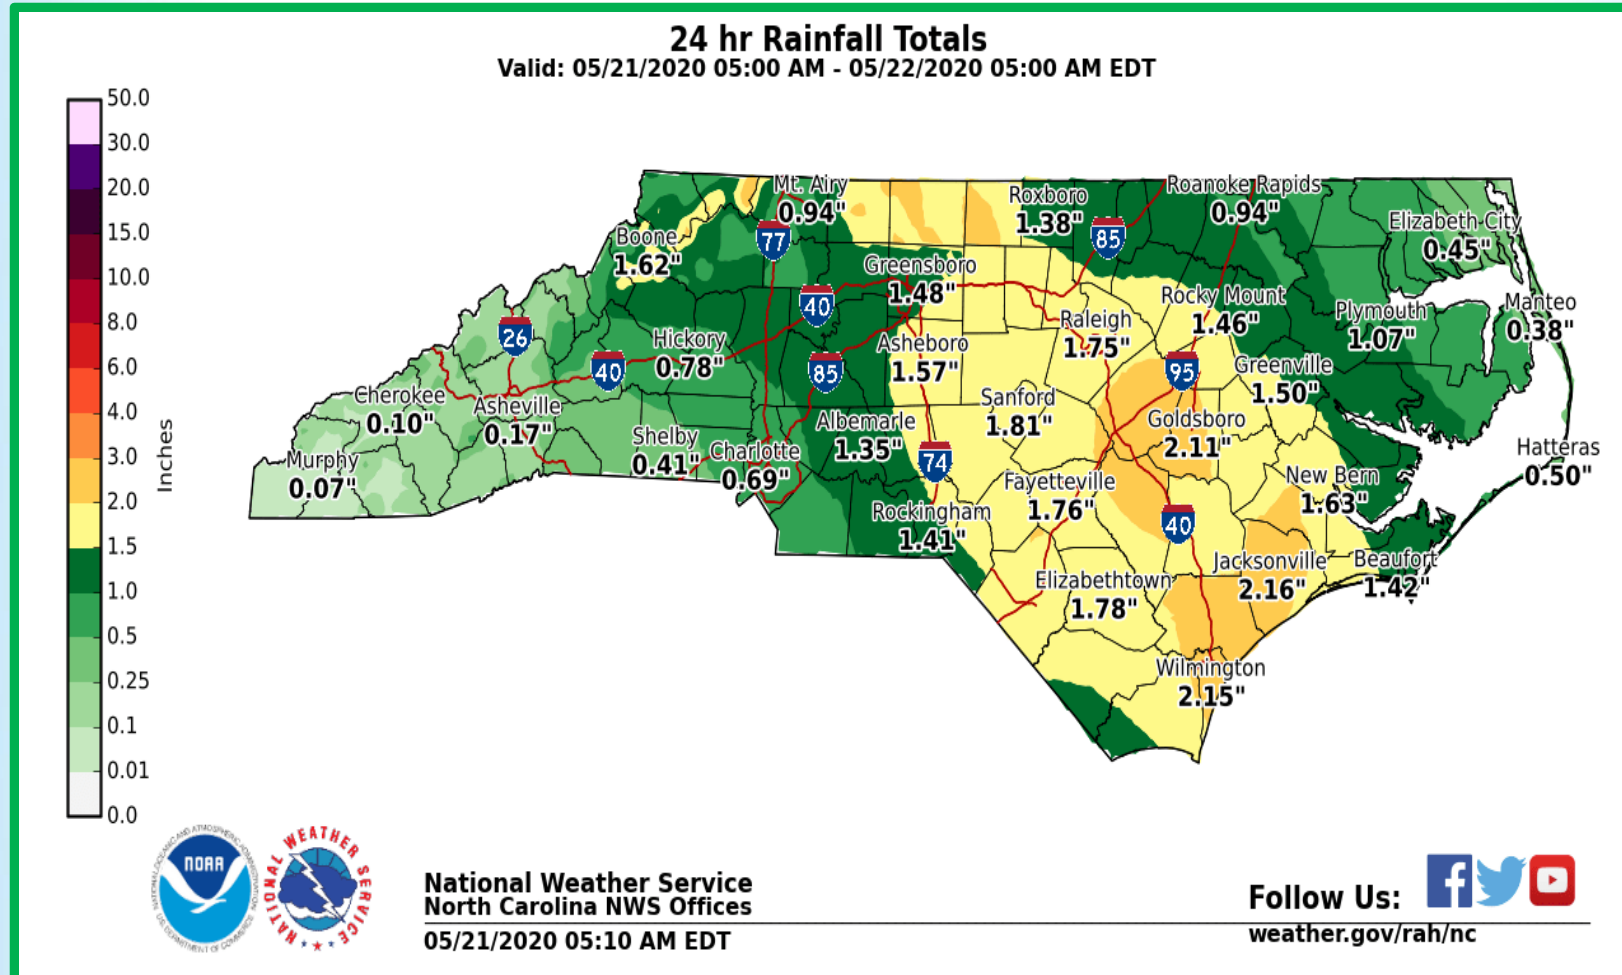 24 hr Rainfall Totals
Valid: 05/21/2020 05:00 AM - 05/22/2020 05:00 AM EDT
50.0
30.0
20.0
15.0
10.0
8.0
6.0
4.0
3.0
2.0
1.5
1.0
0.5
0.25
0.1
0.01
0.0
Inches
Mt. Airy
0.94"
Roxboro
1.38"
Roanoke Rapids
0.94"
Elizabeth City
0.45"
Boone
1.62"
77
85
Greensboro
1.48"
40
Rocky Mount
1.46"
Plymouth
1.07"
Manteo
0.38"
26
Hickory
0.78"
40
85
Asheboro
1.57"
Raleigh
1.75"
95
Greenville
1.50"
Cherokee
0.10"
Asheville
0.17"
Sanford
1.81"
Goldsboro
2.11"
Albemarle
1.35"
Shelby
0.41"
Charlotte
0.69"
74
Hatteras
0.50"
Murphy
0.07"
Fayetteville
1.76"
New Bern
1.63"
Rockingham
1.41"
40
Jacksonville
2.16"
Beaufort
1.42"
Elizabethtown
1.78"
Wilmington
2.15"
NATIONAL OCEANIC AND ATMOSPHERIC ADMINISTRATION
NOAA
U.S. DEPARTMENT OF COMMERCE
NATIONAL WEATHER SERVICE
National Weather Service
North Carolina NWS Offices
05/21/2020 05:10 AM EDT
Follow Us:
weather.gov/rah/nc